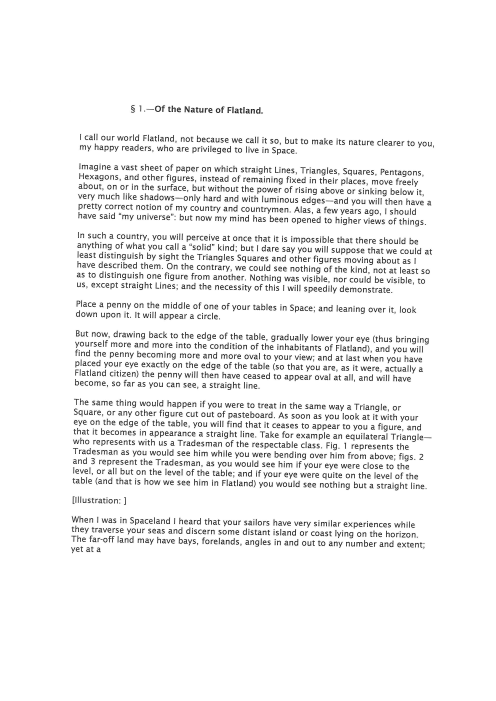 § 1.—Of the Nature of Flatland.
I call our world Flatland, not because we call it so, but to make its nature clearer to you,
my happy readers, who are privileged to live in Space.
Imagine a vast sheet of paper on which straight Lines, Triangles, Squares, Pentagons,
Hexagons, and other figures, instead of remaining fixed in their places, move freely
about, on or in the surface, but without the power of rising above or sinking below it,
very much like shadows—only hard and with luminous edges—and you will then have a
pretty correct notion of my country and countrymen. Alas, a few years ago, I should
have said "my universe": but now my mind has been opened to higher views of things.
In such a country, you will perceive at once that it is impossible that there should be
anything of what you call a "solid" kind; but I dare say you will suppose that we could at
least distinguish by sight the Triangles Squares and other figures moving about as I
have described them. On the contrary, we could see nothing of the kind, not at least so
as to distinguish one figure from another. Nothing was visible, nor could be visible, to
us, except straight Lines; and the necessity of this I will speedily demonstrate.
Place a penny on the middle of one of your tables in Space; and leaning over it, look
down upon it. It will appear a circle.
But now, drawing back to the edge of the table, gradually lower your eye (thus bringing
yourself more and more into the condition of the inhabitants of Flatland), and you will
find the penny becoming more and more oval to your view; and at last when you have
placed your eye exactly on the edge of the table (so that you are, as it were, actually a
Flatland citizen) the penny will then have ceased to appear oval at all, and will have
become, so far as you can see, a straight line.
The same thing would happen if you were to treat in the same way a Triangle, or
Square, or any other figure cut out of pasteboard. As soon as you look at it with your
eye on the edge of the table, you will find that it ceases to appear to you a figure, and
that it becomes in appearance a straight line. Take for example an equilateral Triangle—
who represents with us a Tradesman of the respectable class. Fig. 1 represents the
Tradesman as you would see him while you were bending over him from above; figs. 2
and 3 represent the Tradesman, as you would see him if your eye were close to the
level, or all but on the level of the table; and if your eye were quite on the level of the
table (and that is how we see him in Flatland) you would see nothing but a straight line.
[Illustration: ]
When I was in Spaceland I heard that your sailors have very similar experiences while
they traverse your seas and discern some distant island or coast lying on the horizon.
The far-off land may have bays, forelands, angles in and out to any number and extent;
yet at a